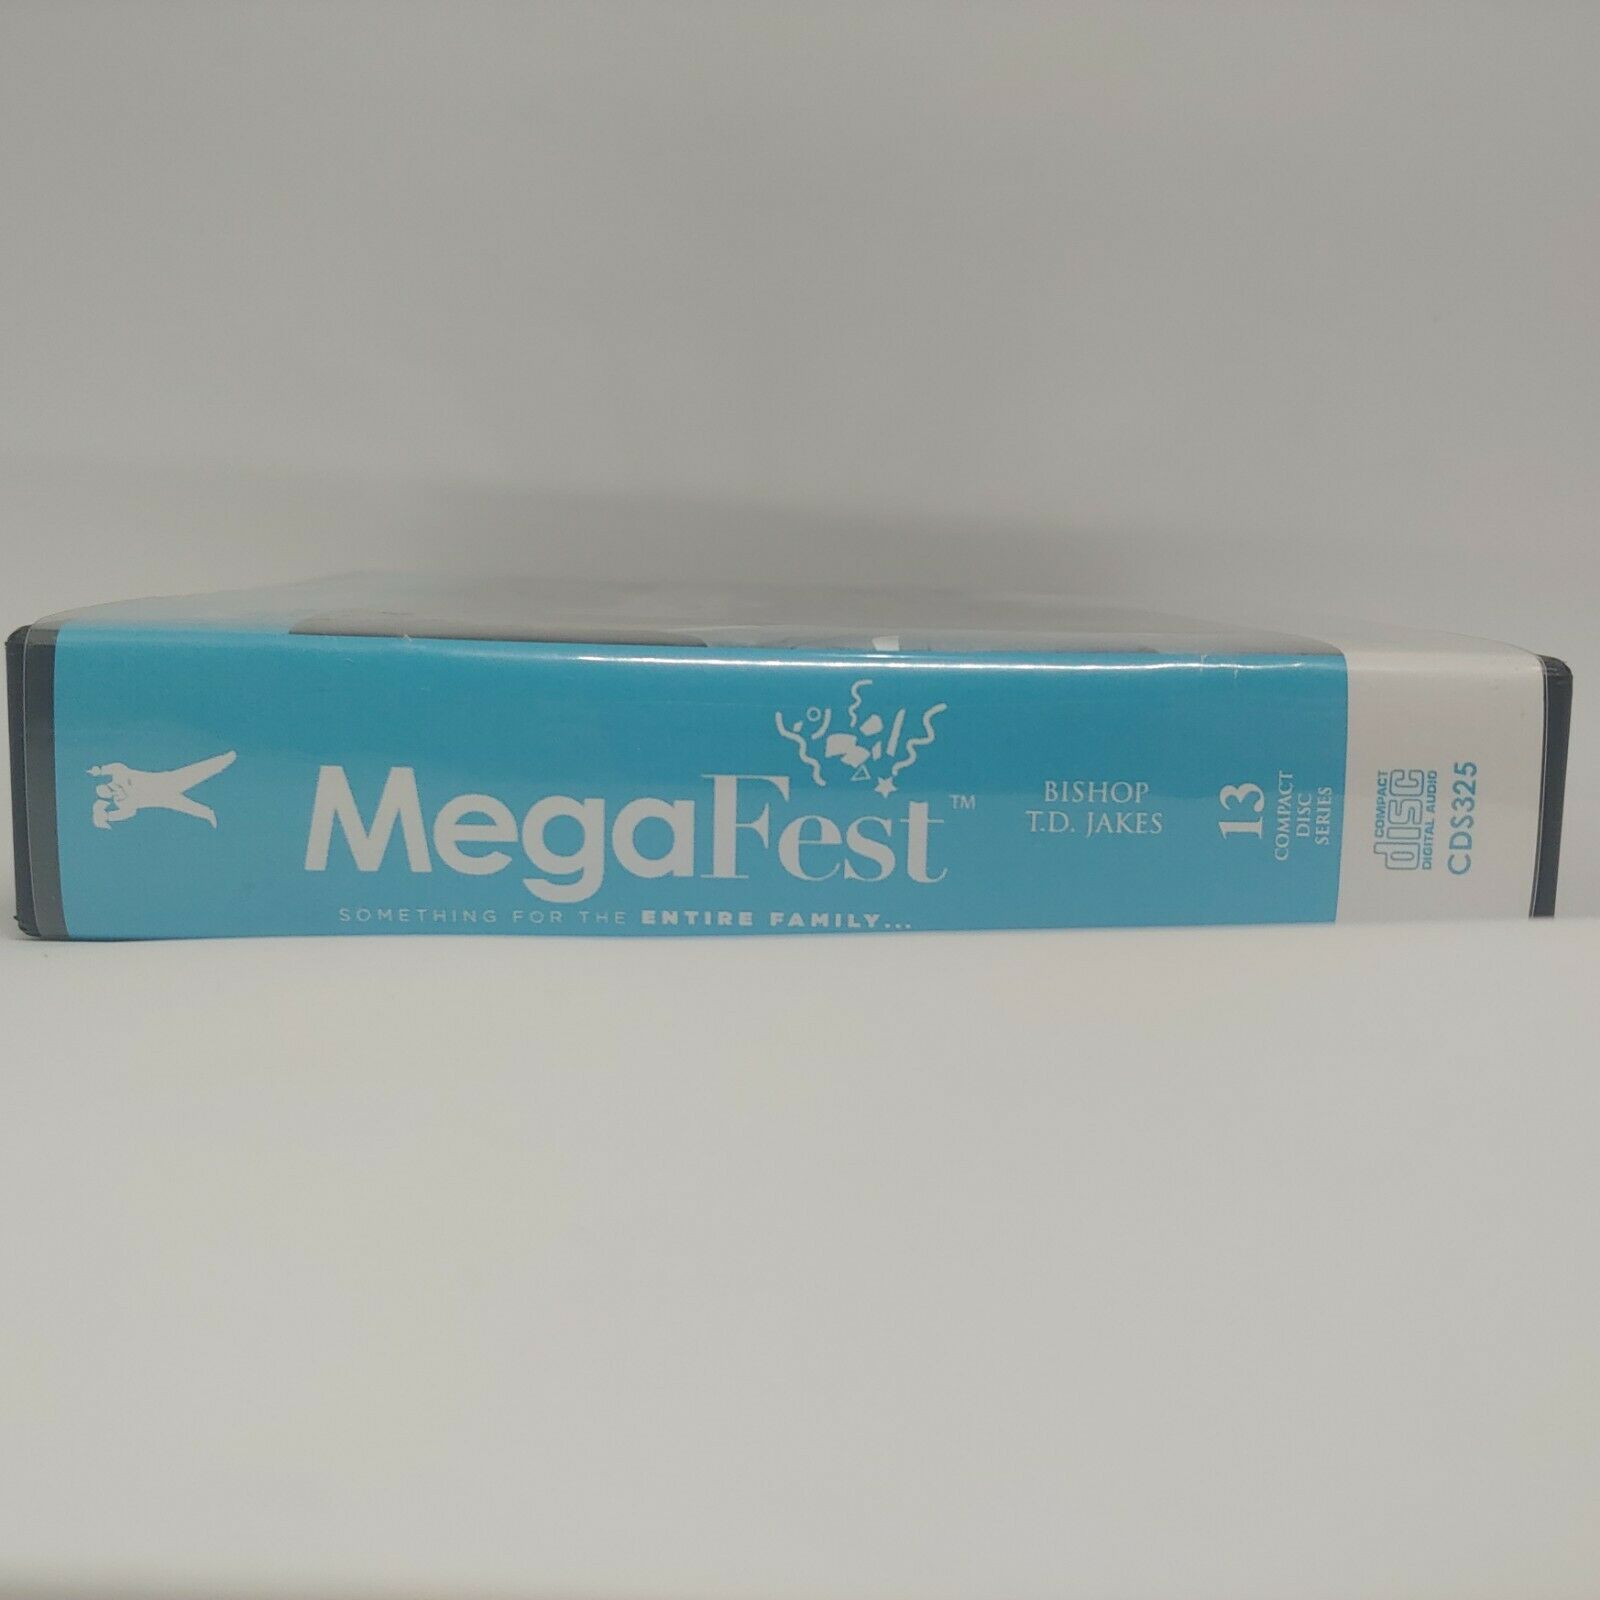 MegaFest™
SOMETHING FOR THE ENTIRE FAMILY...
BISHOP
T.D. JAKES
13
COMPACT
DISC
SERIES
COMPACT
disc
DIGITAL AUDIO
CDS325